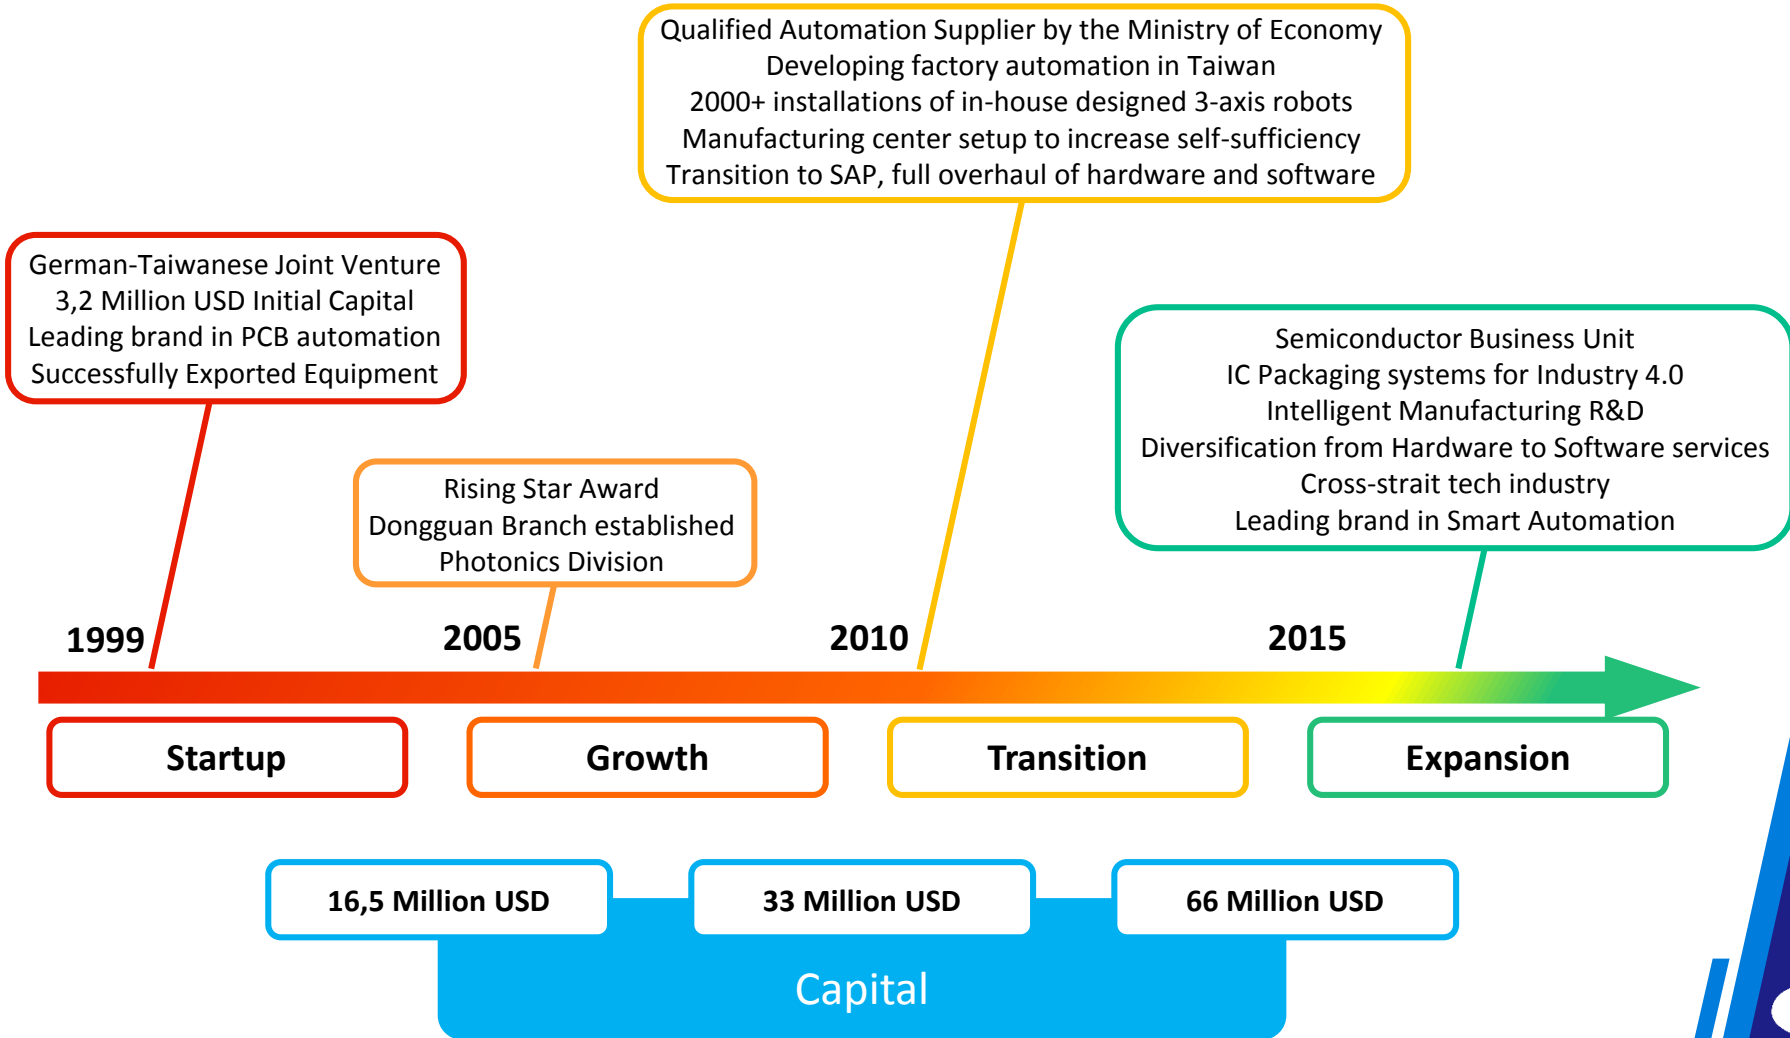 Qualified Automation Supplier by the Ministry of Economy
Developing factory automation in Taiwan
2000+ installations of in-house designed 3-axis robots
Manufacturing center setup to increase self-sufficiency
Transition to SAP, full overhaul of hardware and software
German-Taiwanese Joint Venture
3,2 Million USD Initial Capital
Leading brand in PCB automation
Successfully Exported Equipment
Semiconductor Business Unit
IC Packaging systems for Industry 4.0
Intelligent Manufacturing R&D
Diversification from Hardware to Software services
Cross-strait tech industry
Leading brand in Smart Automation
Rising Star Award
Dongguan Branch established
Photonics Division
1999
2005
2010
2015
Startup
Growth
Transition
Expansion
16,5 Million USD
33 Million USD
66 Million USD
Capital